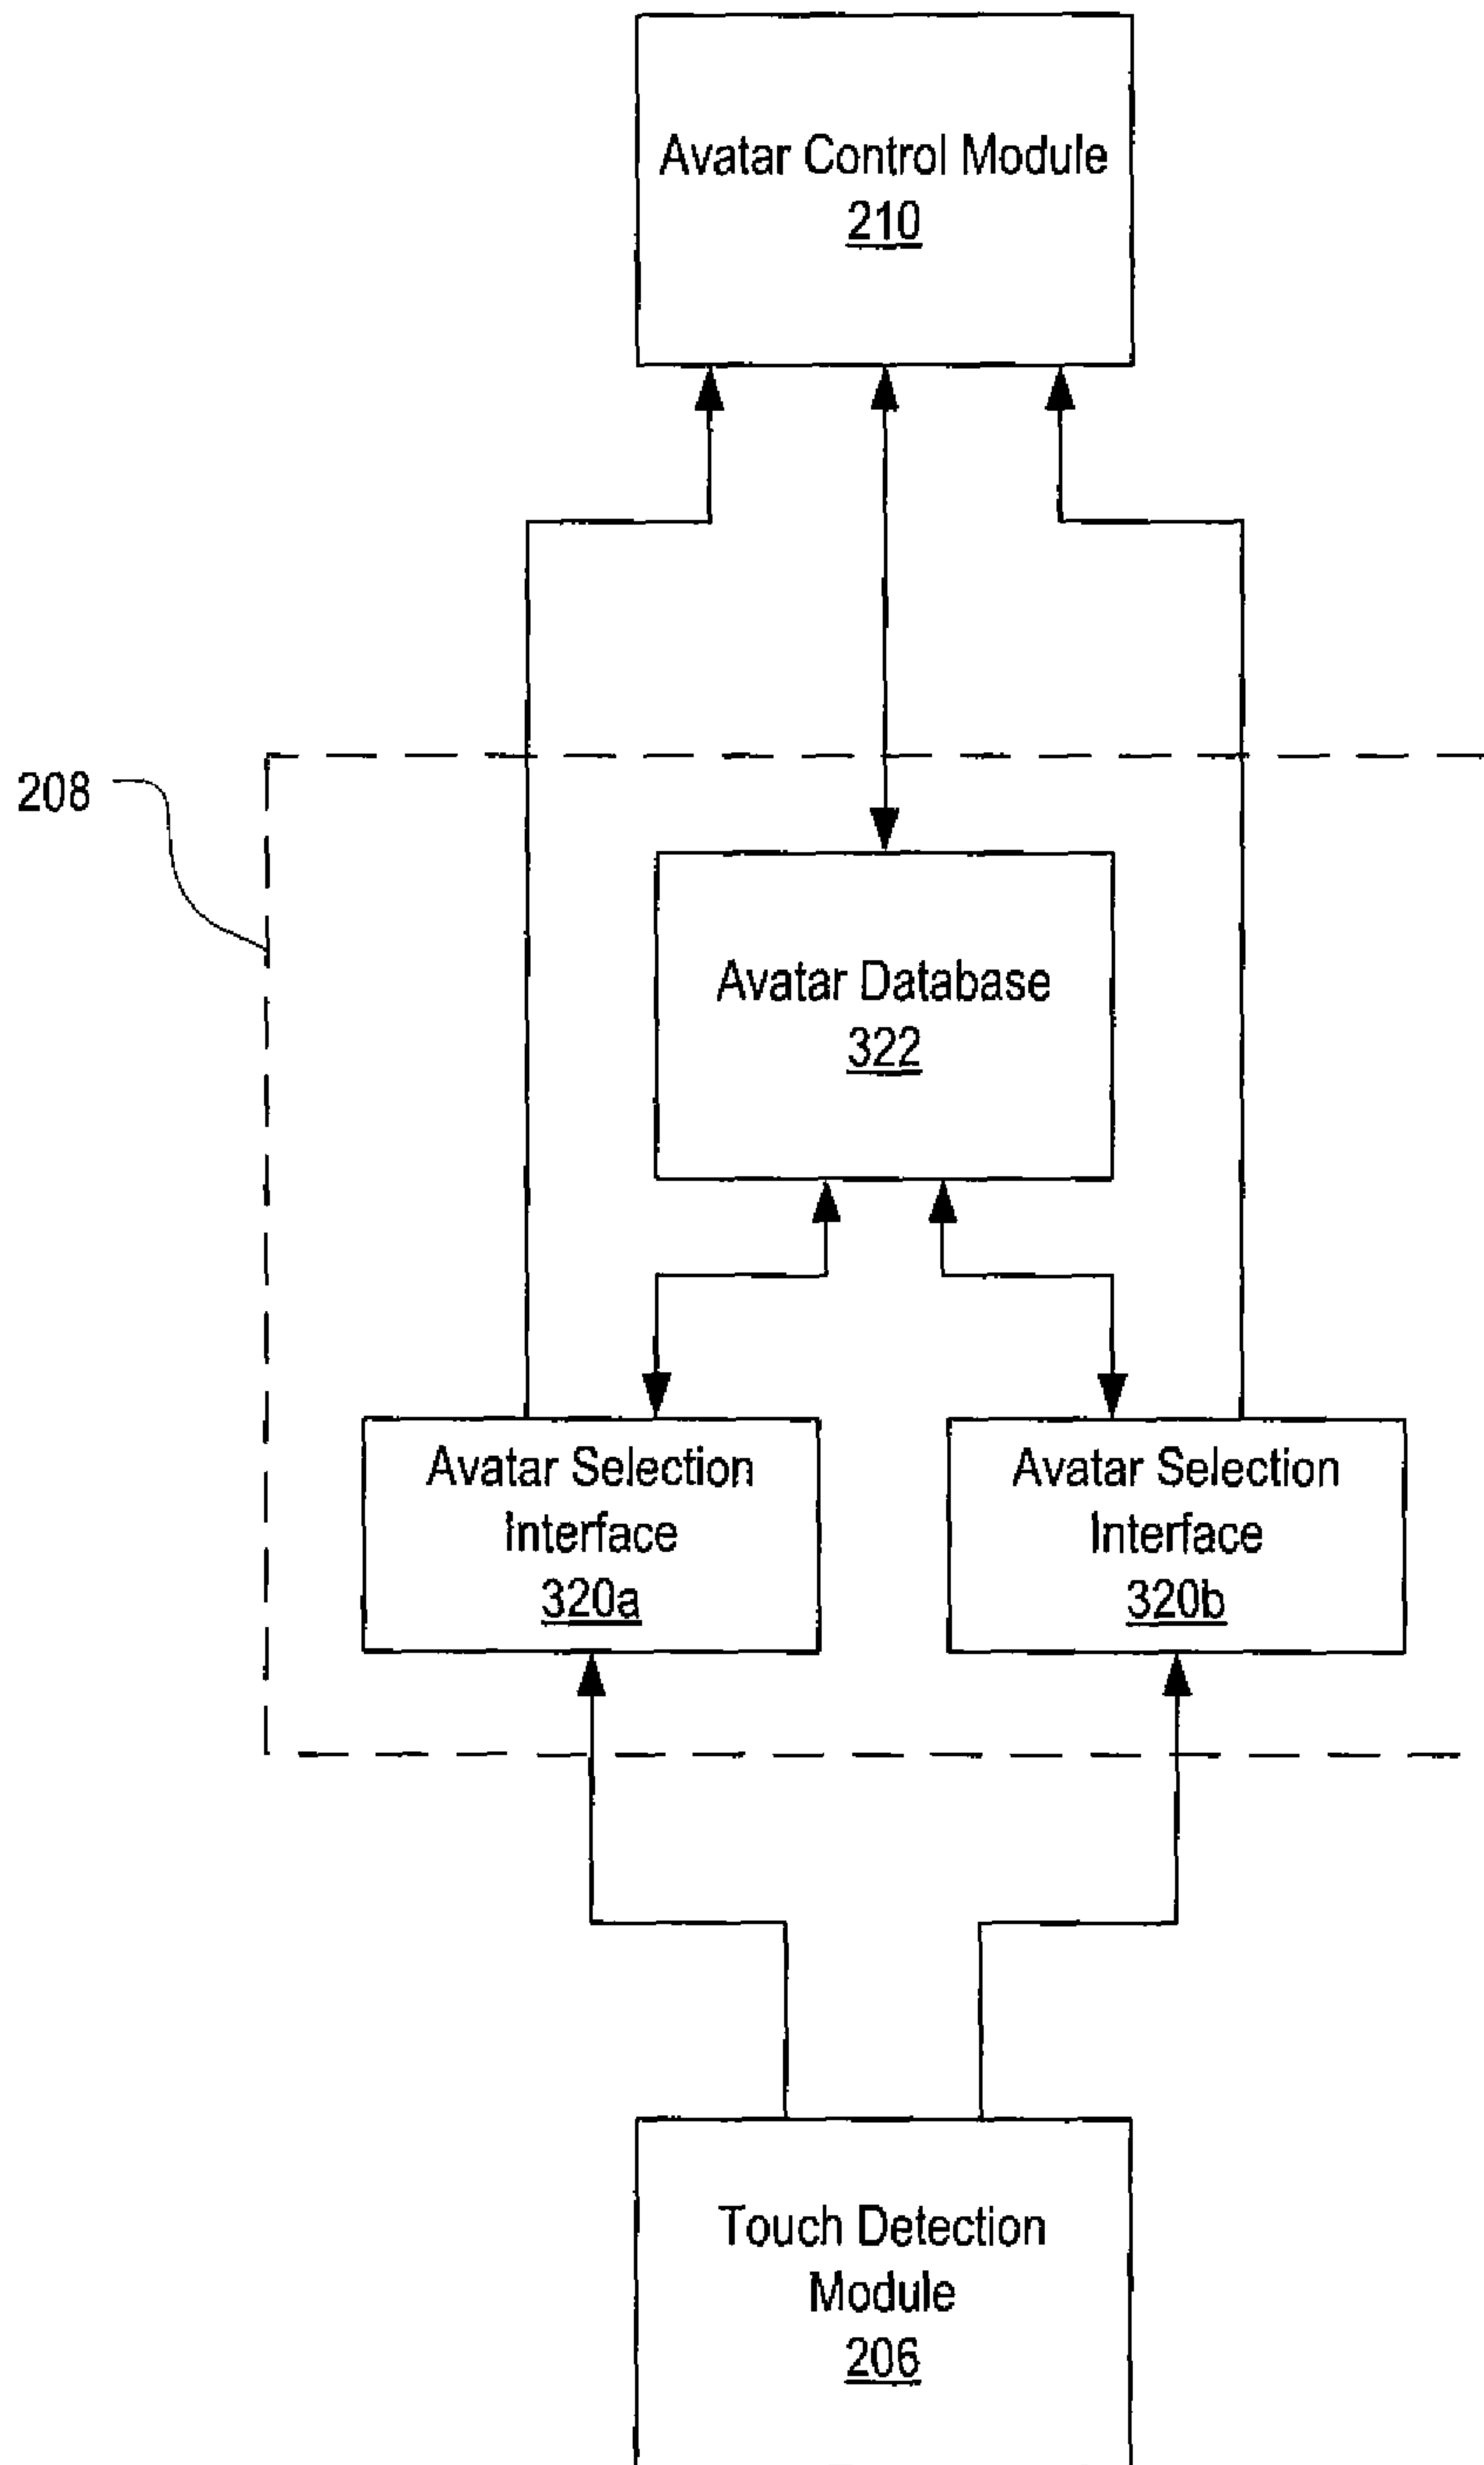 Avatar Control Module
210
208
Avatar Database
322
Avatar Selection
Interface
320a
Avatar Selection
Interface
320b
Touch Detection
Module
206